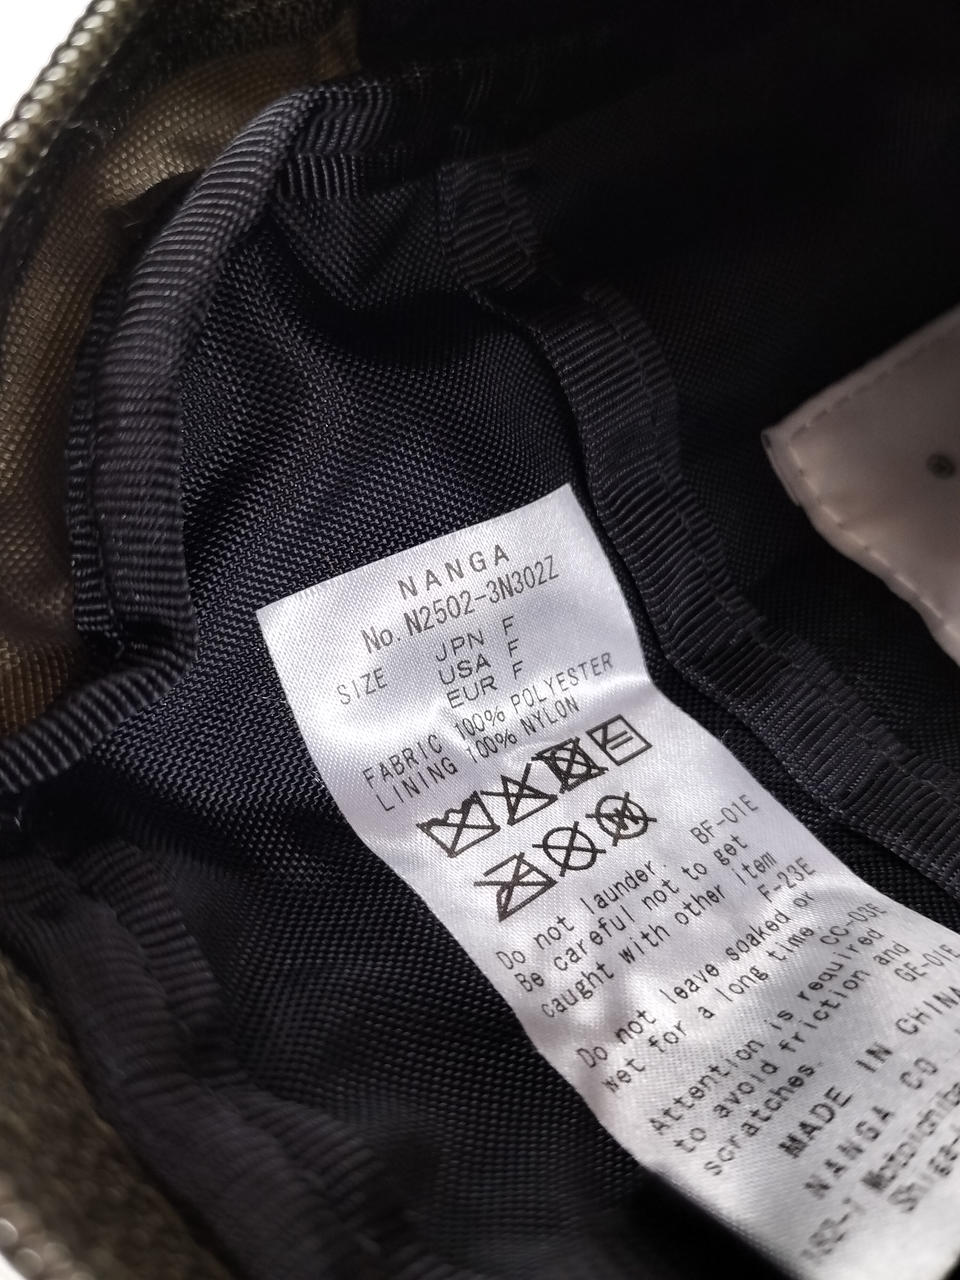 NANGA
No. N2502-3N302Z
SIZE JPN F
USA F
EUR F
FABRIC 100% POLYESTER
LINING 100% NYLON
BF-01E
Do not launder.
Be careful not to get
caught with other item
F-23E
Do not leave soaked or
wet for a long time.
CC-03E
Attention is required
to avoid friction and
scratches.
GE-01E
MADE IN CHINA
NANGA CO
182-1